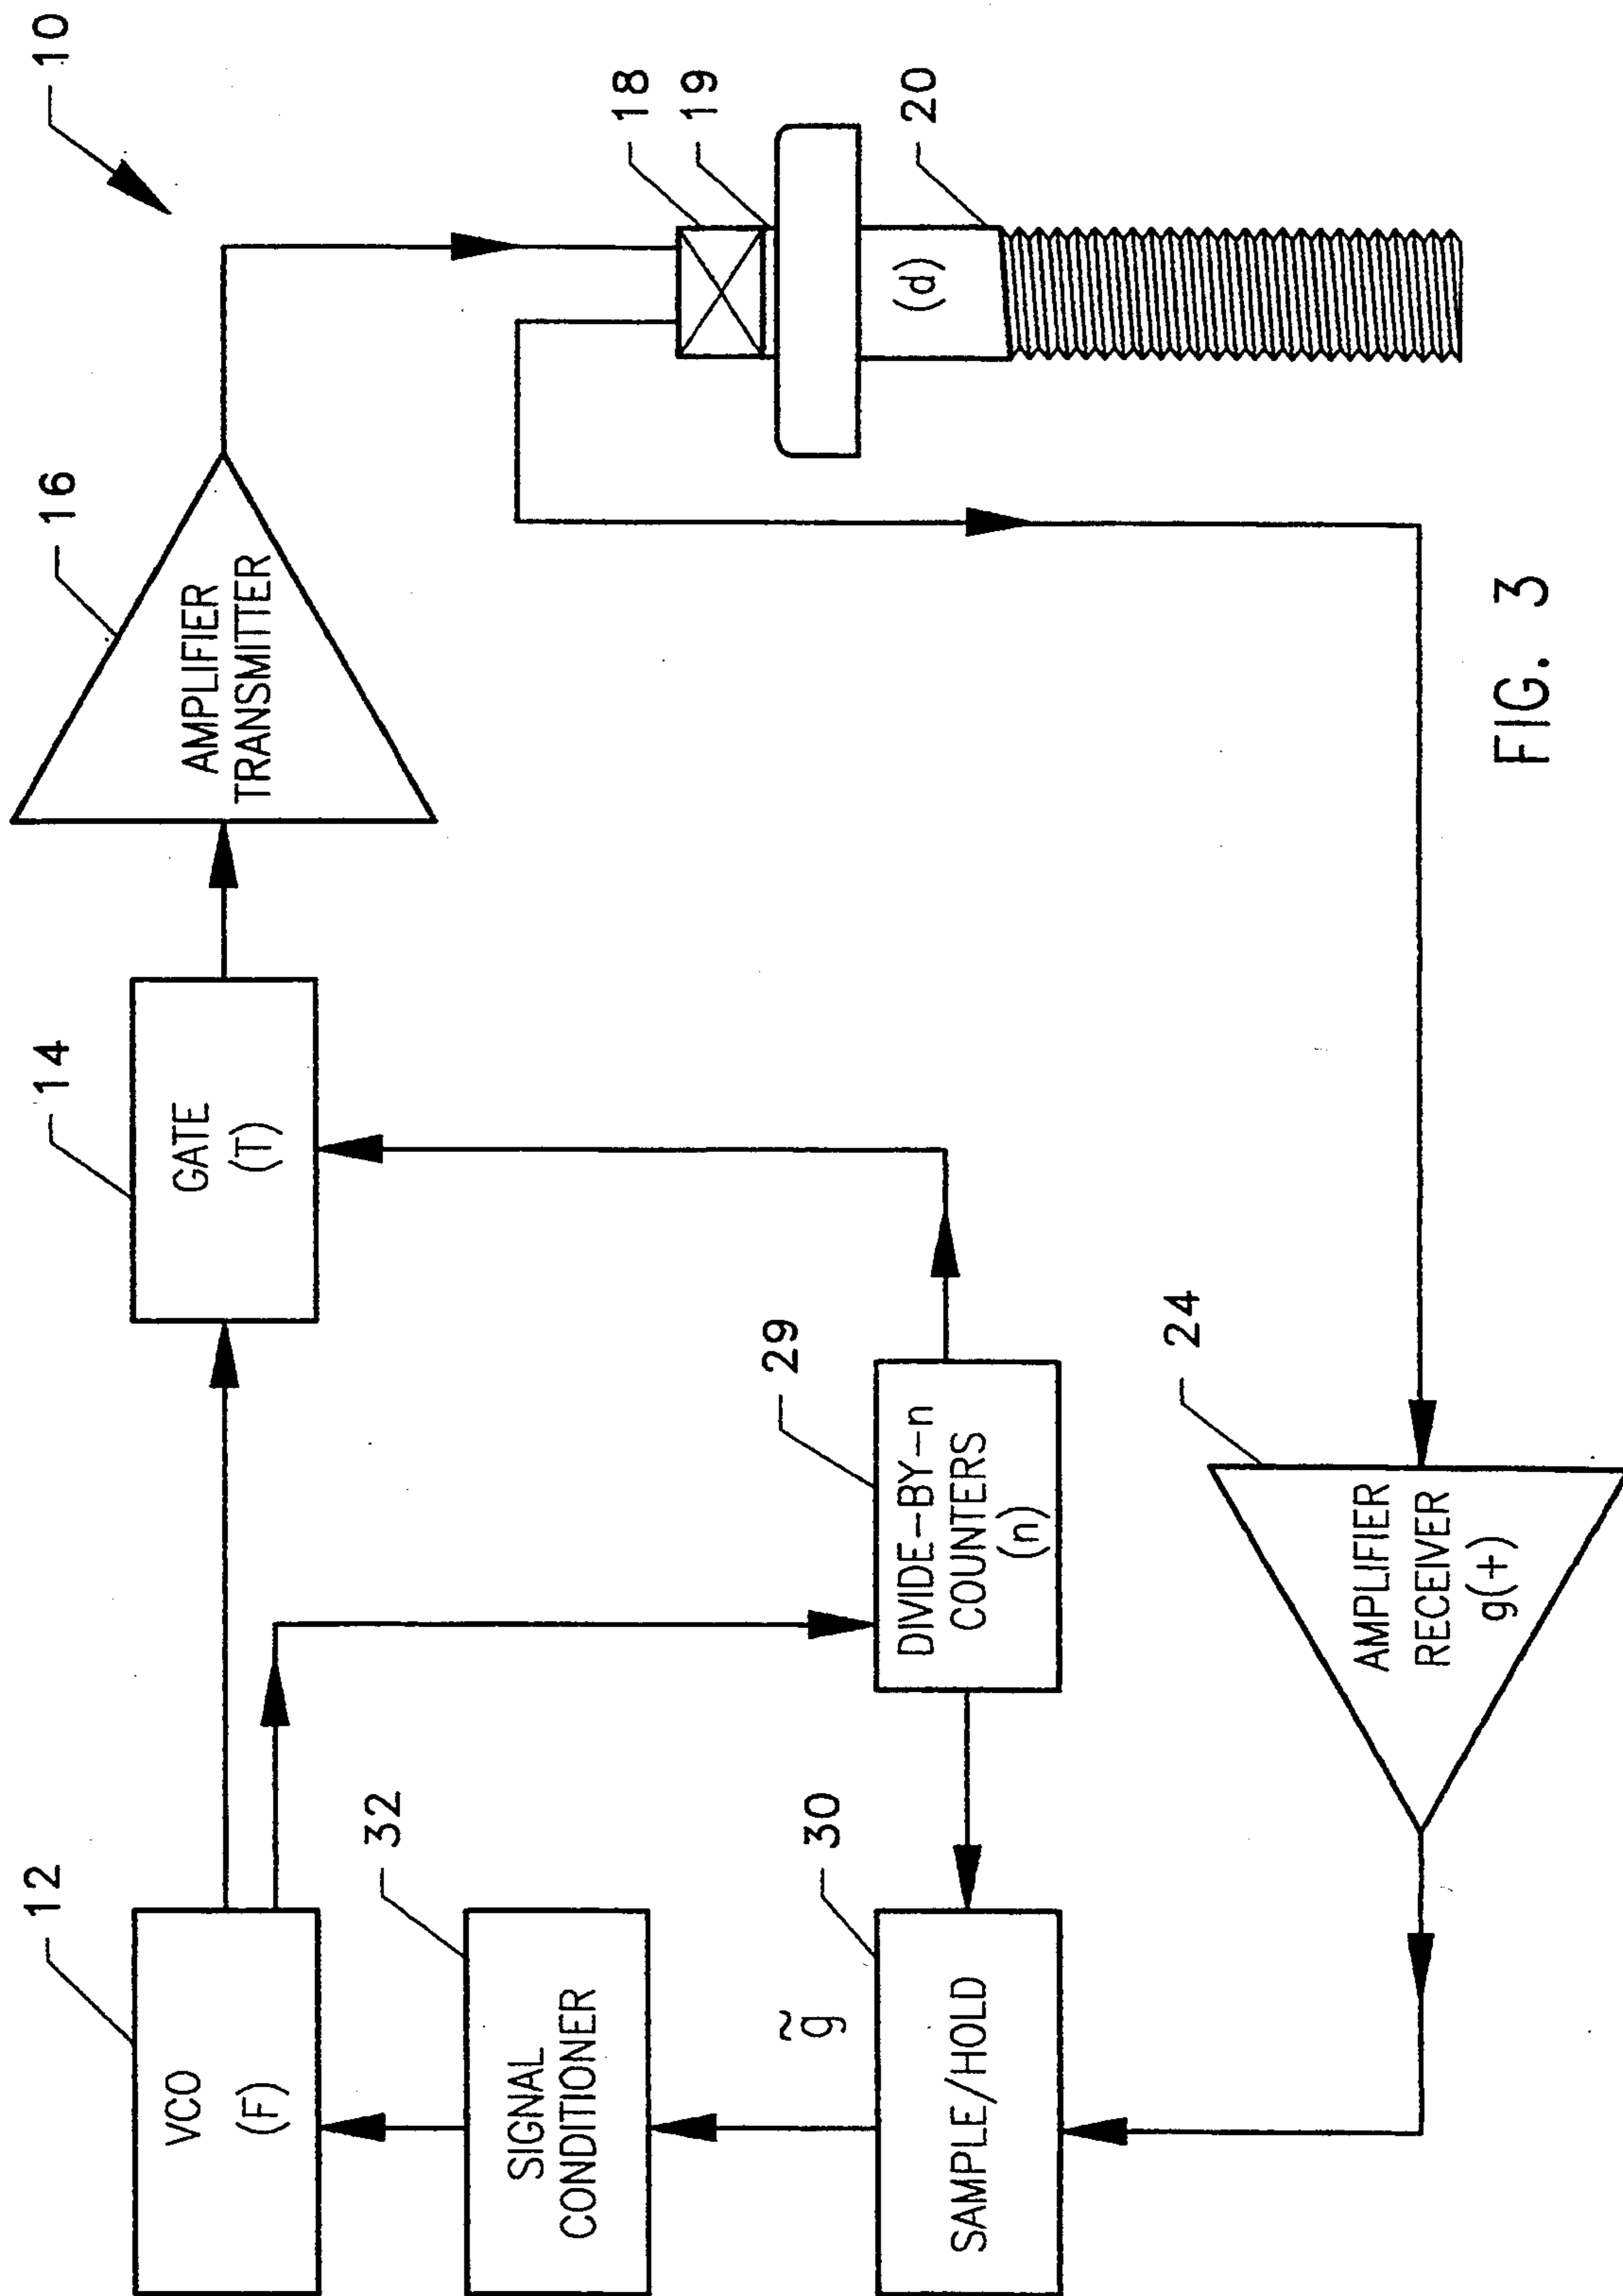 10
12
VCO
(F)
14
GATE
(T)
16
AMPLIFIER
TRANSMITTER
18
19
20
(d)
32
SIGNAL
CONDITIONER
29
DIVIDE-BY-n
COUNTERS
(n)
30
g̃
SAMPLE/HOLD
24
AMPLIFIER
RECEIVER
g(+)
FIG. 3